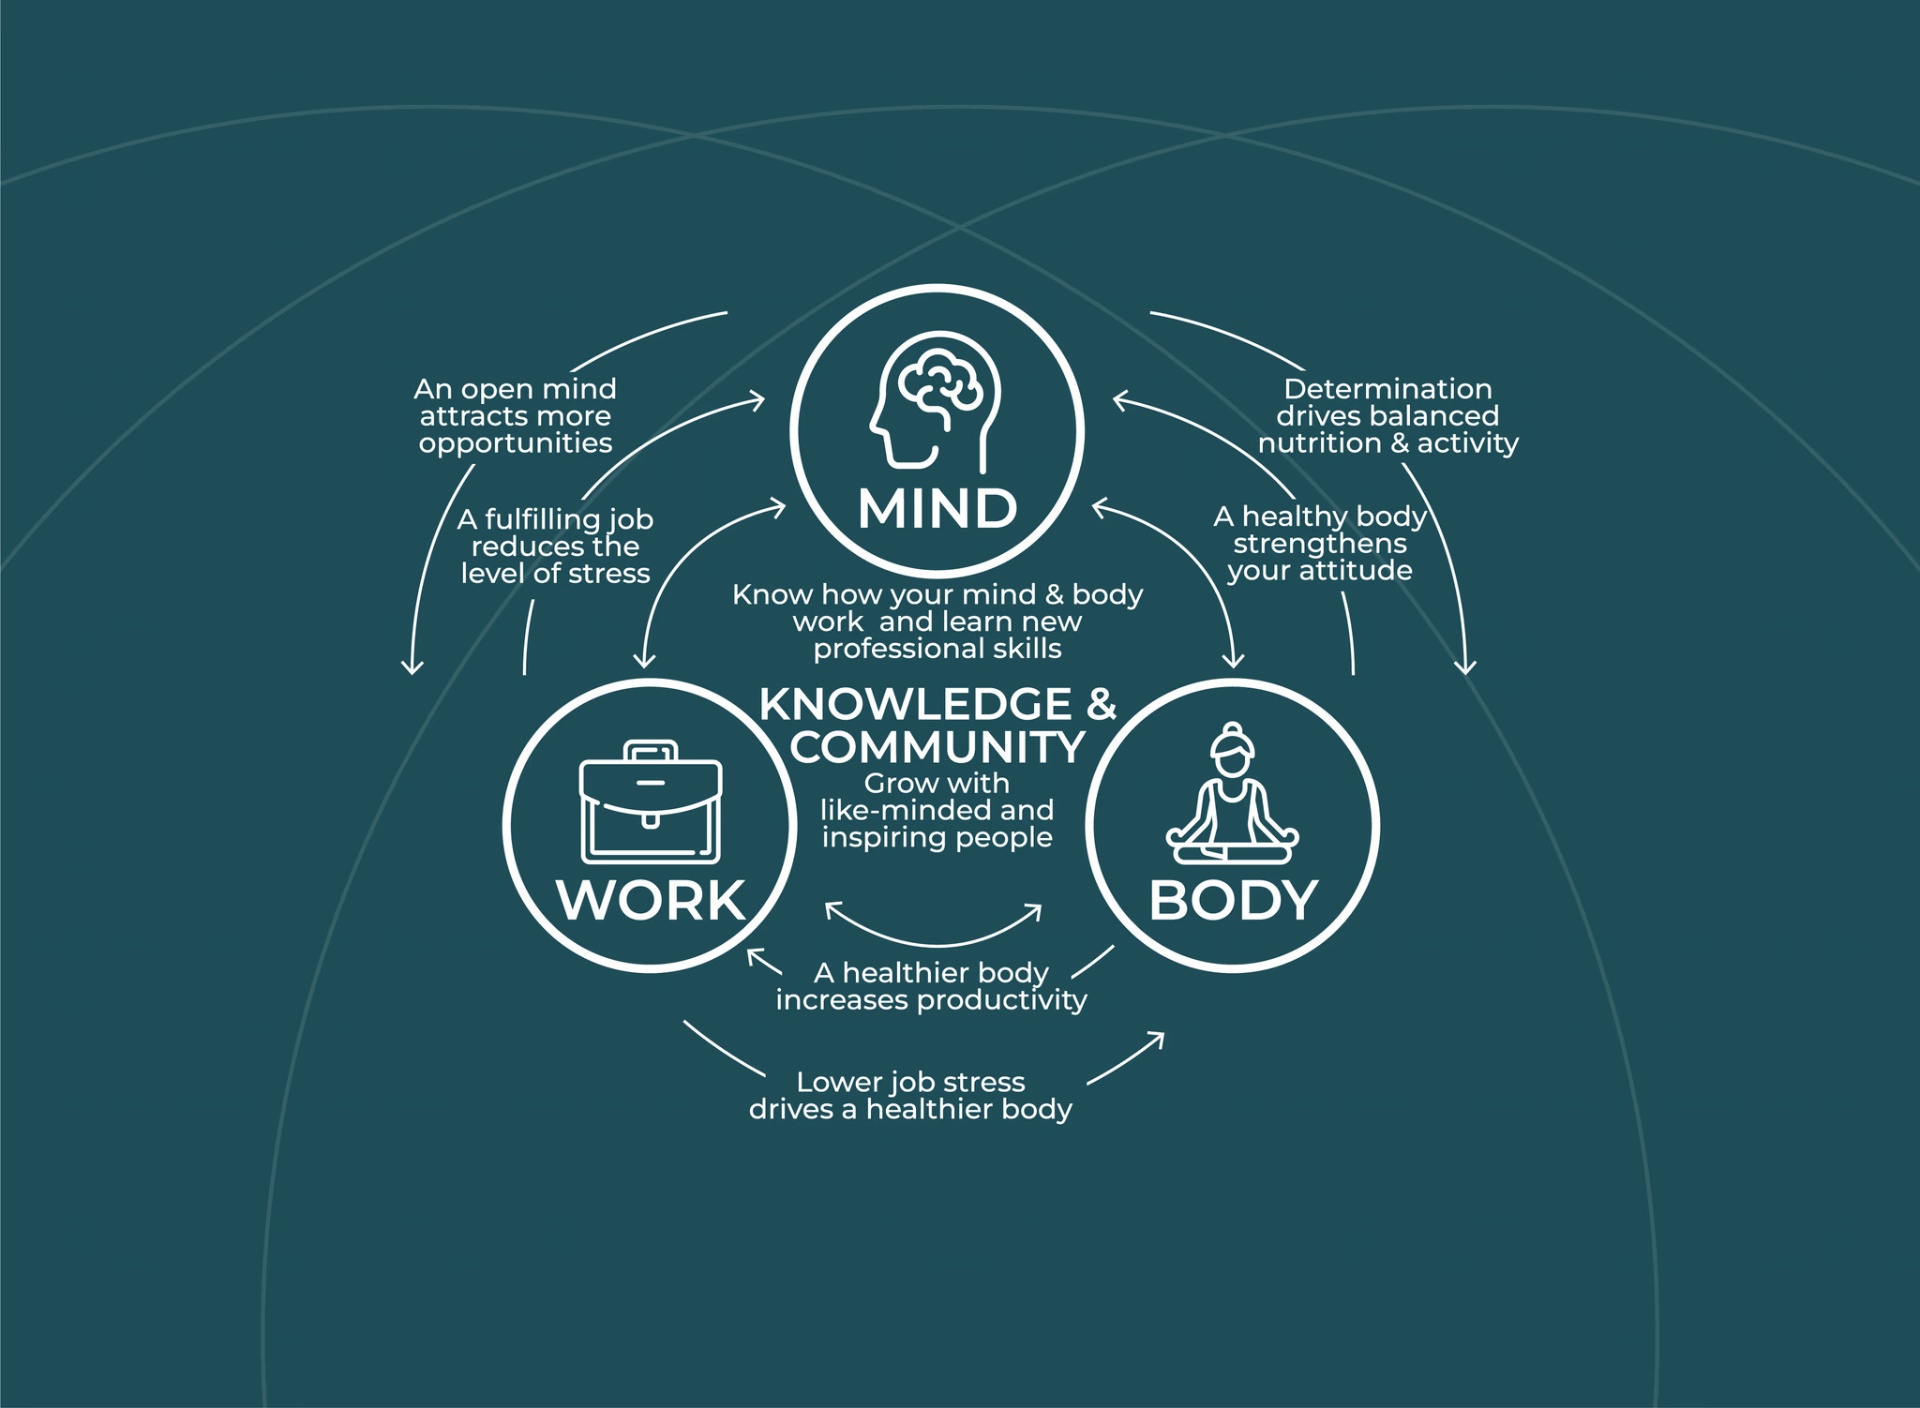 An open mind
attracts more
opportunities
A fulfilling job
reduces the
level of stress
MIND
Determination
drives balanced
nutrition & activity
A healthy body
strengthens
your attitude
Know how your mind & body
work  and learn new
professional skills
KNOWLEDGE &
COMMUNITY
Grow with
like-minded and
inspiring people
WORK
BODY
A healthier body
increases productivity
Lower job stress
drives a healthier body